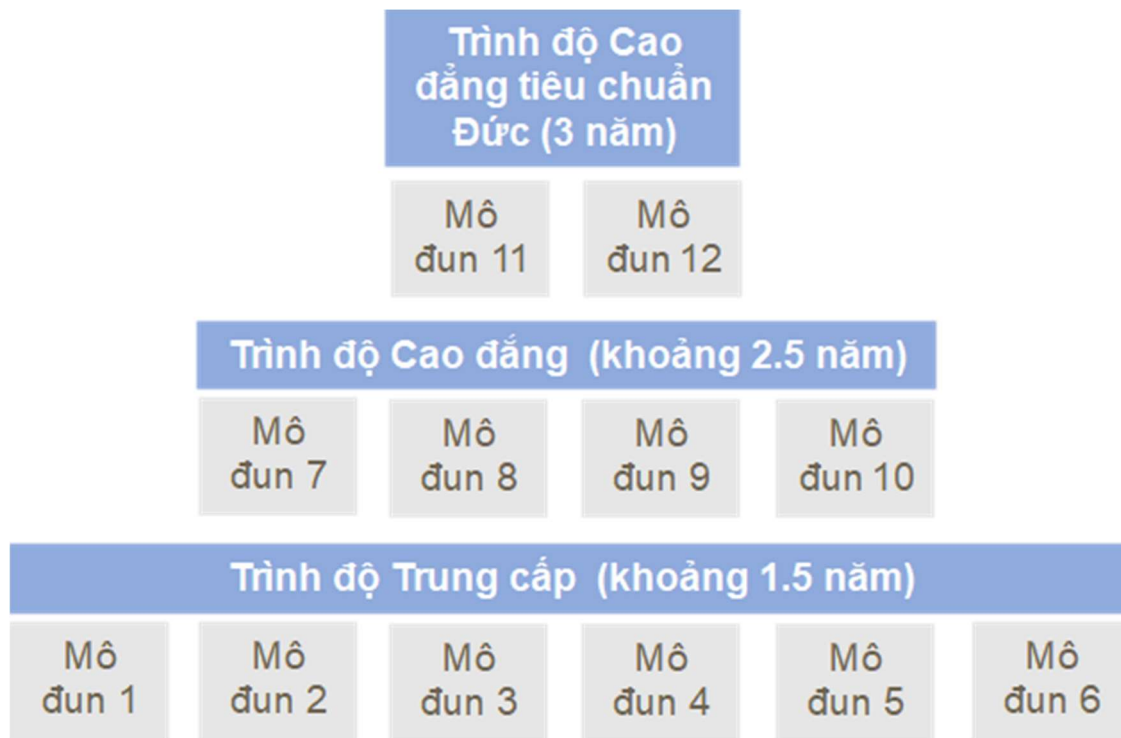 Trình độ Cao
đẳng tiêu chuẩn
Đức (3 năm)
Mô
đun 11
Mô
đun 12
Trình độ Cao đắng (khoảng 2.5 năm)
Mô
đun 7
Mô
đun 8
Mô
đun 9
Mô
đun 10
Trình độ Trung cấp (khoảng 1.5 năm)
Mô
đun 1
Mô
đun 2
Mô
đun 3
Mô
đun 4
Mô
đun 5
Mô
đun 6